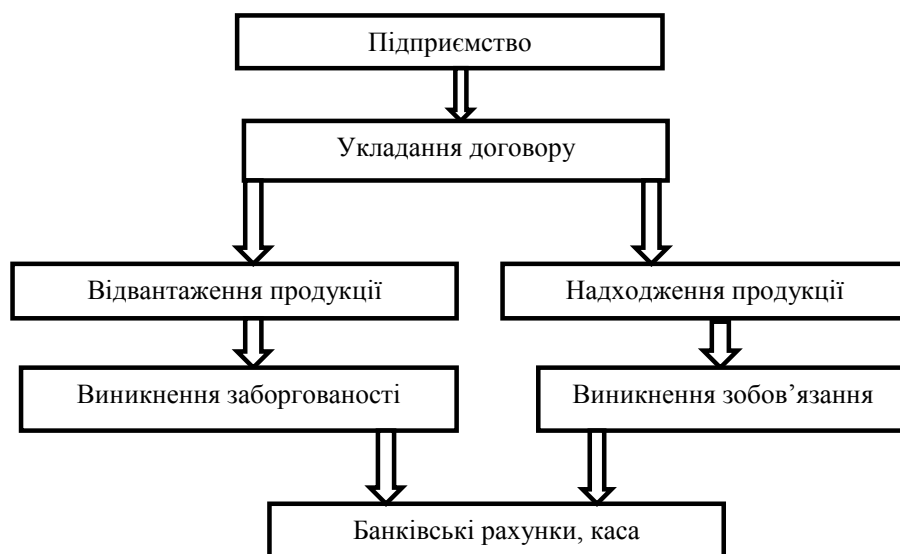 Підприємство
Укладання договору
Відвантаження продукції
Надходження продукції
Виникнення заборгованості
Виникнення зобов’язання
Банківські рахунки, каса